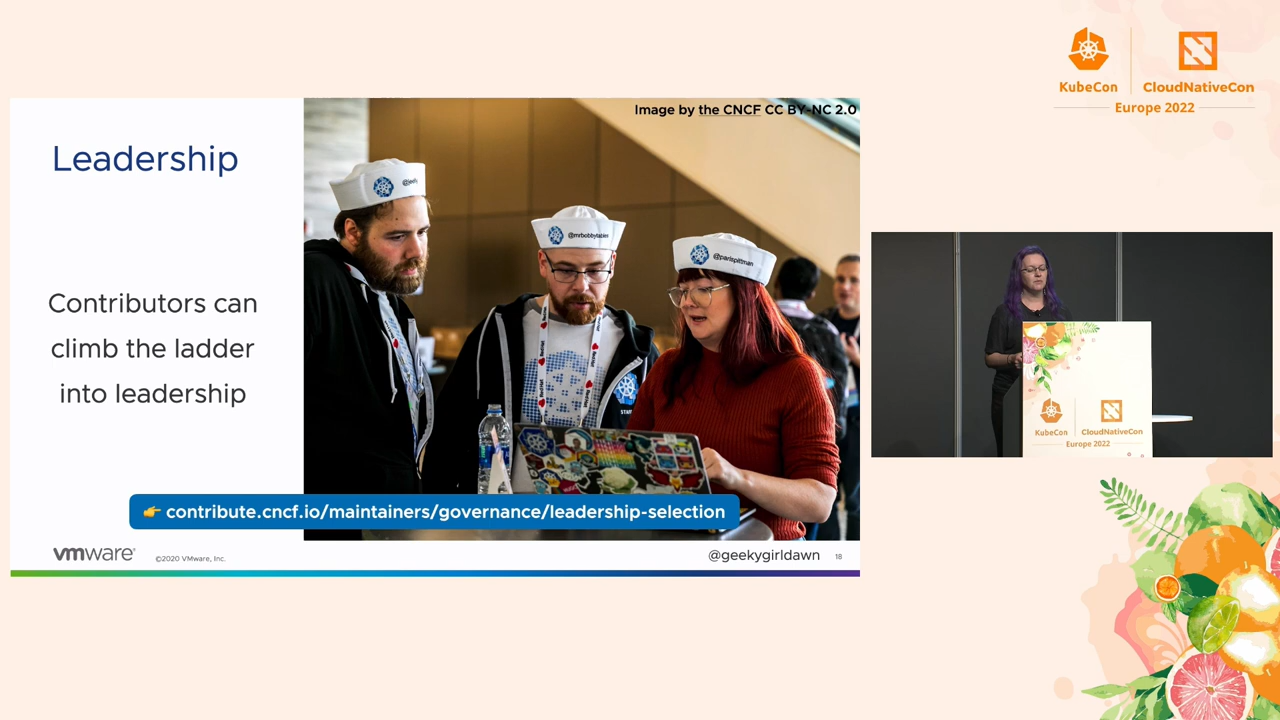 KubeCon
CloudNativeCon
Europe 2022
Image by the CNCF CC BY-NC 2.0
Leadership
@mrbobbytables
@parispittman
Contributors can
climb the ladder
into leadership
👉 contribute.cncf.io/maintainers/governance/leadership-selection
vmware®
©2020 VMware, Inc.
@geekygirldawn
18
KubeCon
CloudNativeCon
Europe 2022